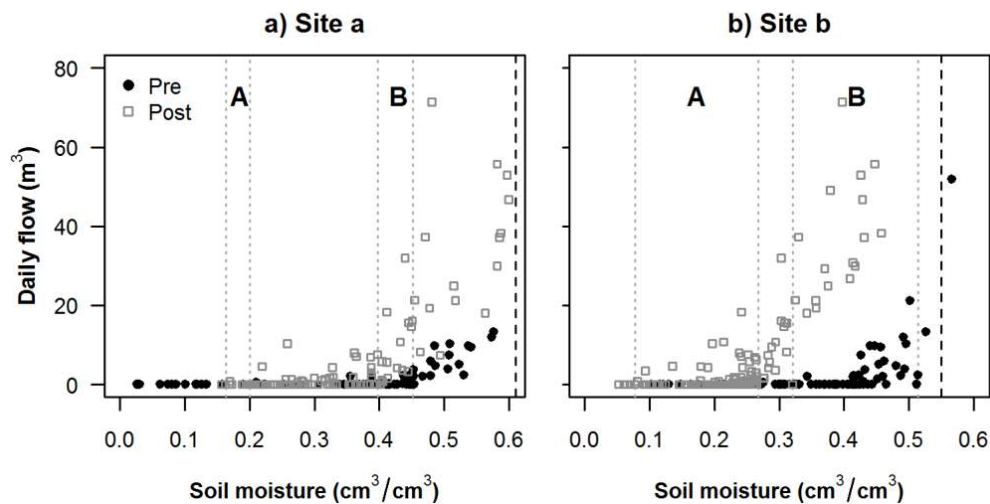 a) Site a
b) Site b
Daily flow (m³)
80
60
40
20
0
Pre
Post
A
B
A
B
0.0 0.1 0.2 0.3 0.4 0.5 0.6
0.0 0.1 0.2 0.3 0.4 0.5 0.6
Soil moisture (cm³/cm³)
Soil moisture (cm³/cm³)